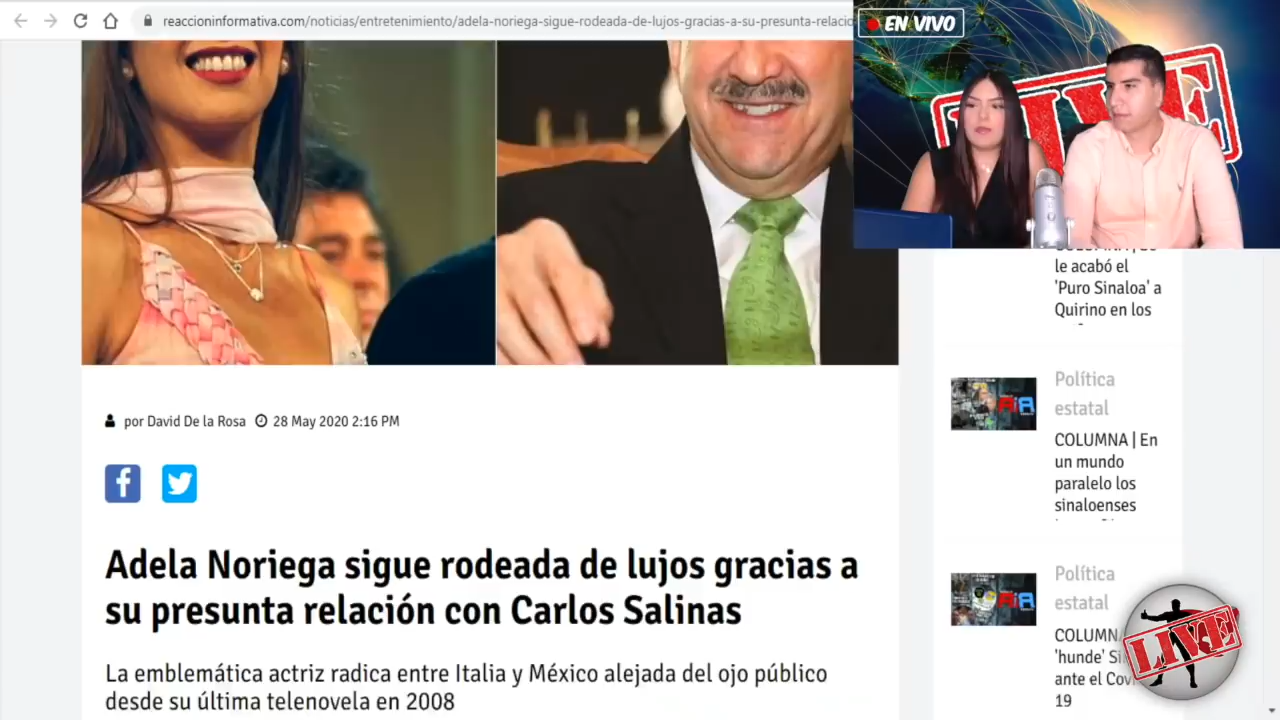 reaccioninformativa.com/noticias/entretenimiento/adela-noriega-sigue-rodeada-de-lujos-gracias-a-su-presunta-relacio
EN VIVO
LIVE
le acabó el
'Puro Sinaloa' a
Quirino en los
Política
estatal
COLUMNA | En
un mundo
paralelo los
sinaloenses
por David De la Rosa 28 May 2020 2:16 PM
Adela Noriega sigue rodeada de lujos gracias a
su presunta relación con Carlos Salinas
La emblemática actriz radica entre Italia y México alejada del ojo público
desde su última telenovela en 2008
Política
estatal
COLUMN
'hunde' Si
ante el Cov
19
LIVE